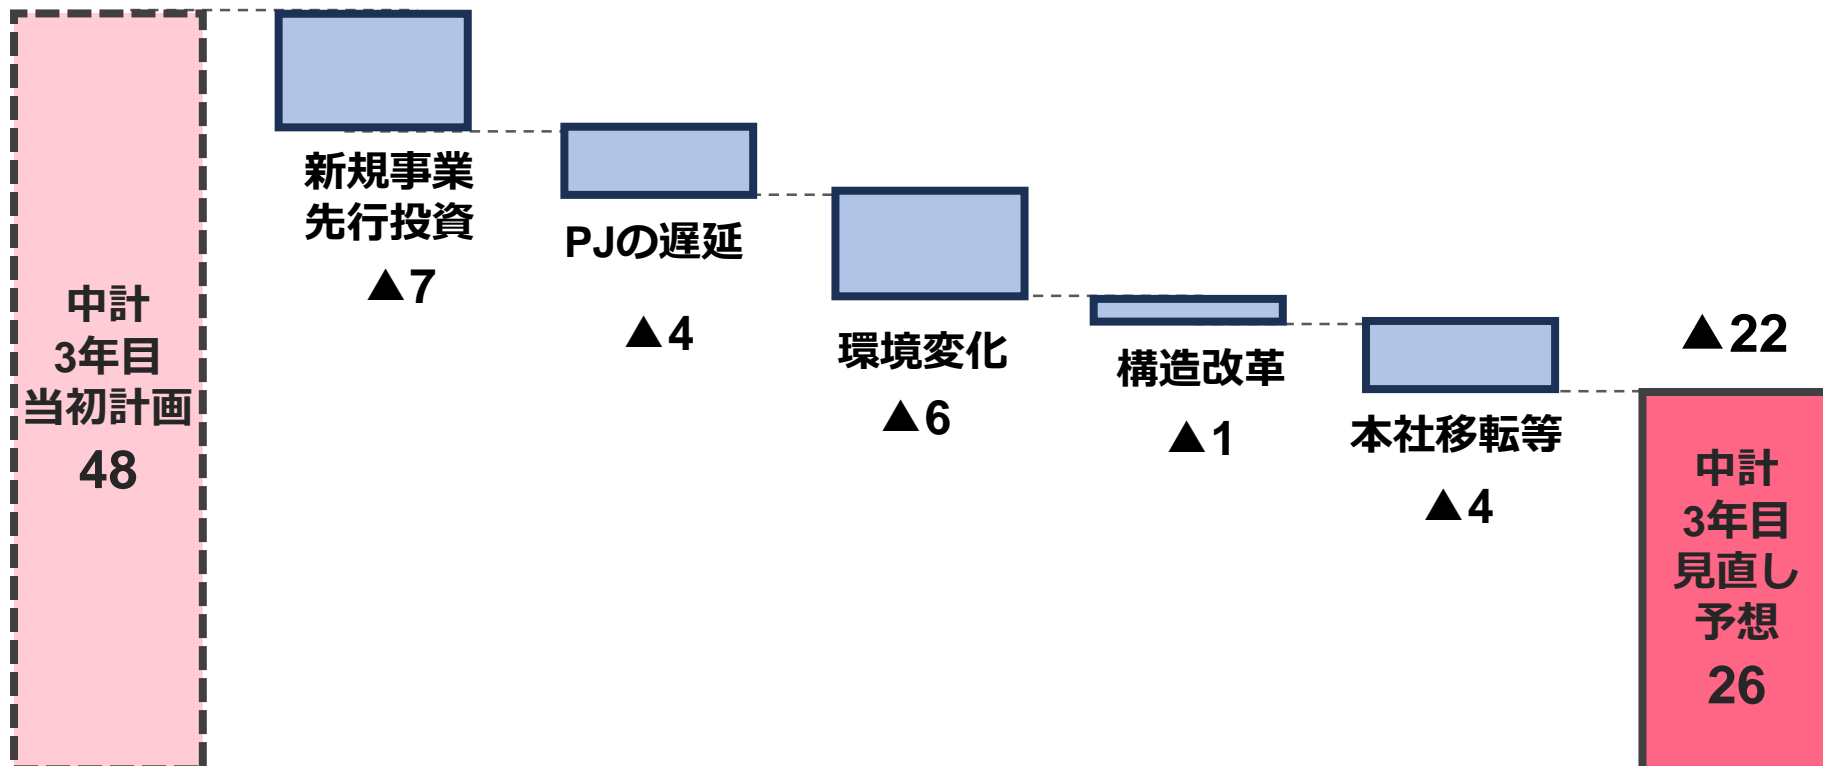 中計
3年目
当初計画
48
新規事業
先行投資
▲7
PJの遅延
▲4
環境変化
▲6
構造改革
▲1
本社移転等
▲4
▲22
中計
3年目
見直し
予想
26